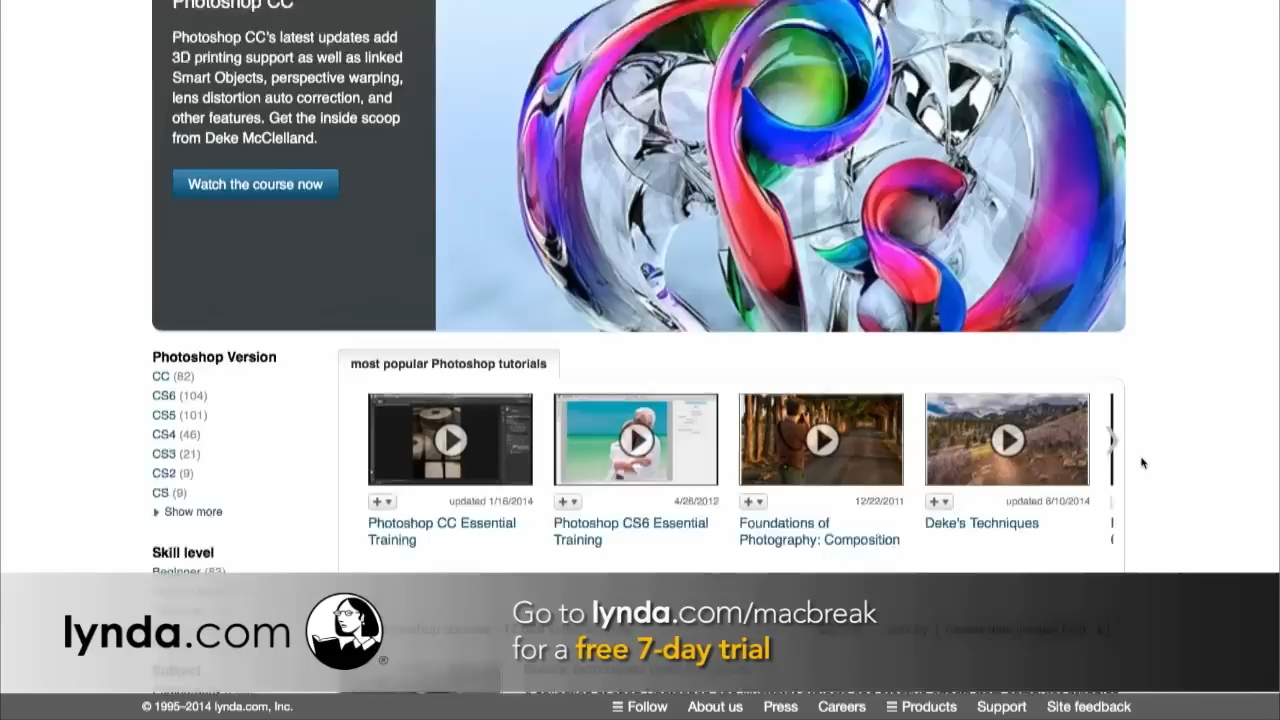 Photoshop CC
Photoshop CC's latest updates add
3D printing support as well as linked
Smart Objects, perspective warping,
lens distortion auto correction, and
other features. Get the inside scoop
from Deke McClelland.
Watch the course now
Photoshop Version
CC (82)
CS6 (104)
CS5 (101)
CS4 (46)
CS3 (21)
CS2 (9)
CS (9)
Show more
Skill level
Beginner (83)
most popular Photoshop tutorials
updated 1/16/2014
Photoshop CC Essential
Training
4/26/2012
Photoshop CS6 Essential
Training
12/22/2011
Foundations of
Photography: Composition
updated 6/10/2014
Deke's Techniques
lynda.com
®
Go to lynda.com/macbreak
for a free 7-day trial
Subject
© 1995–2014 lynda.com, Inc.
Follow About us Press Careers Products Support Site feedback